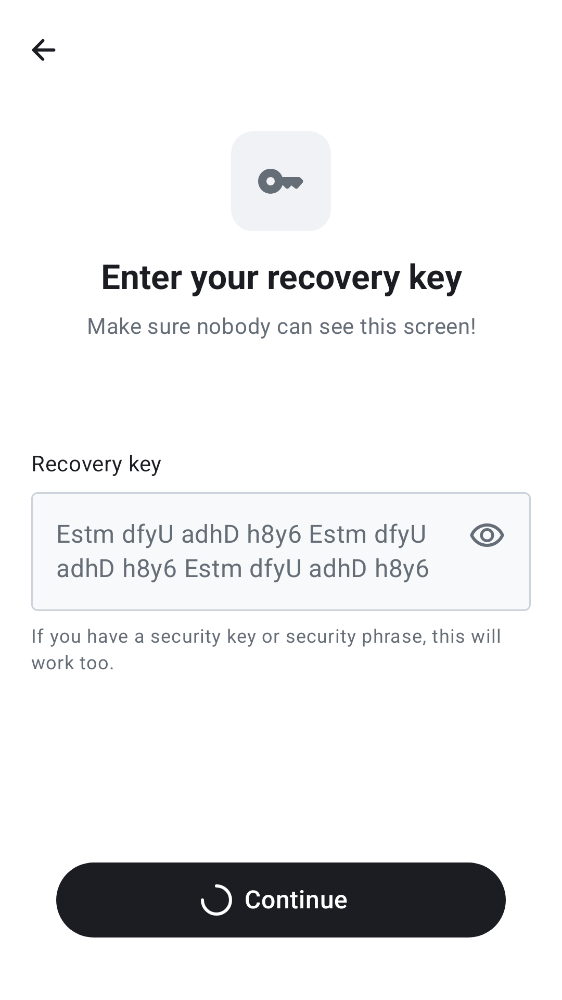 Enter your recovery key
Make sure nobody can see this screen!
Recovery key
Estm dfyU adhD h8y6 Estm dfyU
adhD h8y6 Estm dfyU adhD h8y6
If you have a security key or security phrase, this will
work too.
Continue